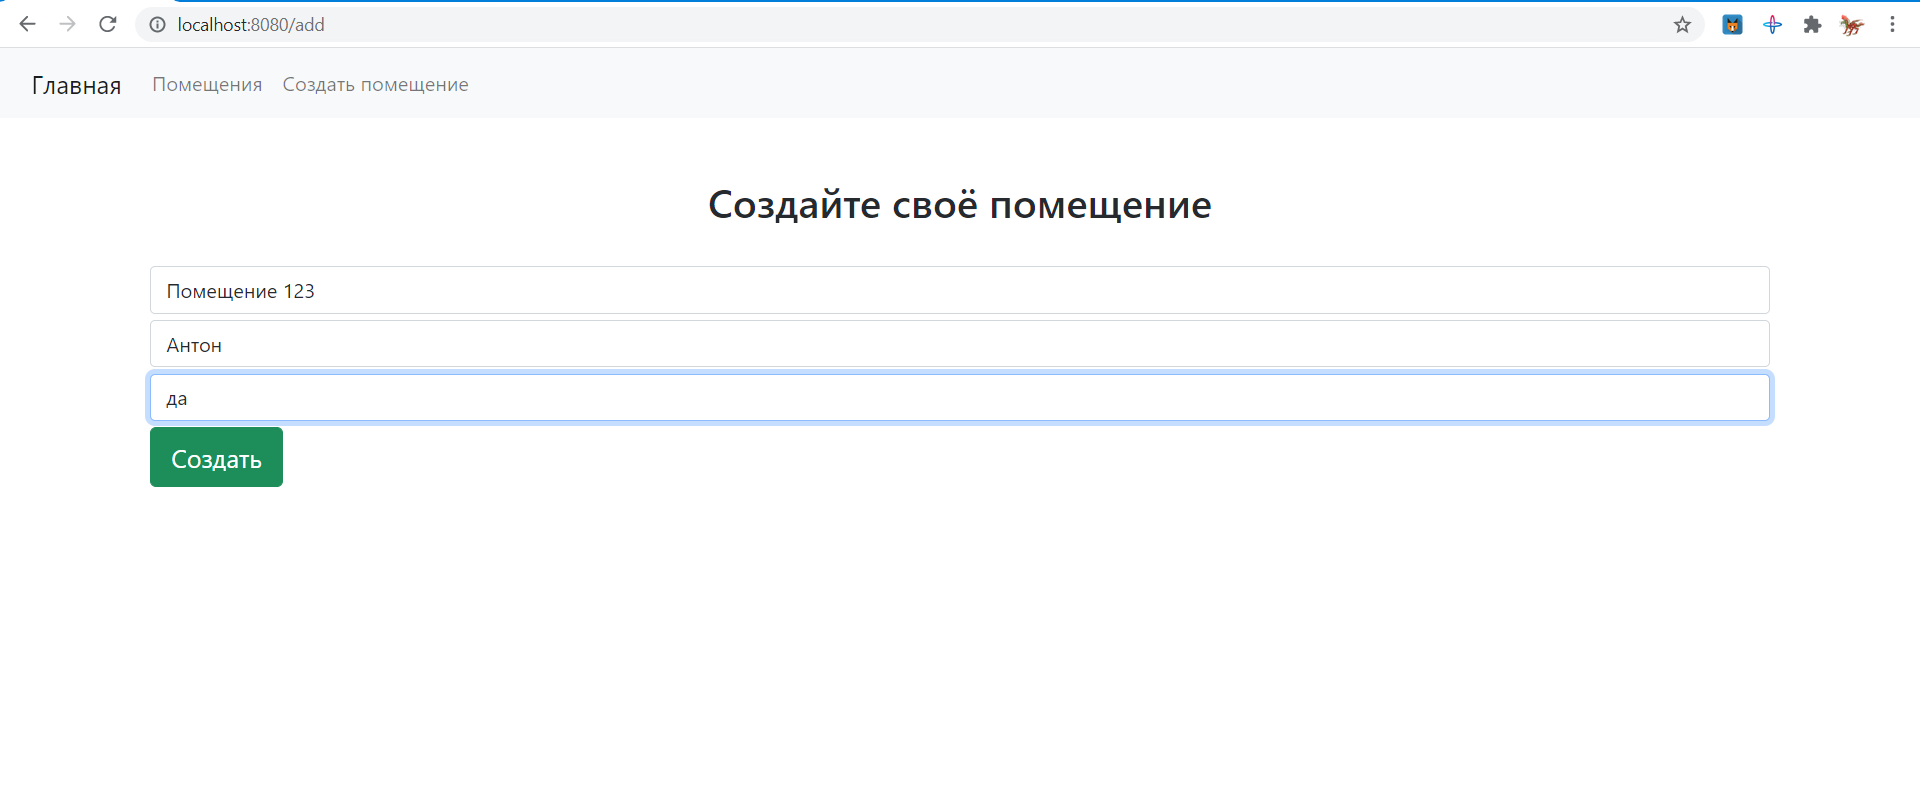 localhost:8080/add
Главная Помещения Создать помещение
Создайте своё помещение
Помещение 123
Антон
да
Создать